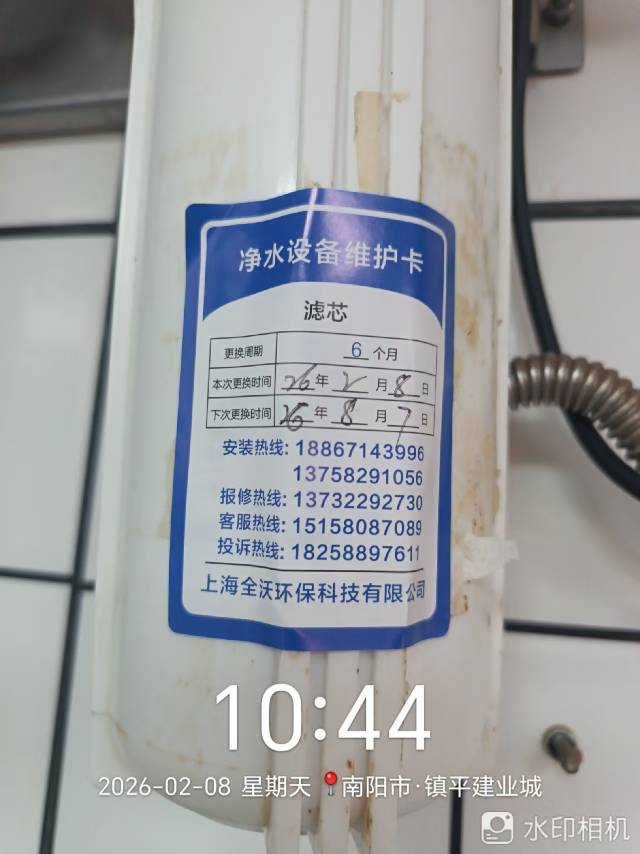 净水设备维护卡
滤芯
更换周期 6 个月
本次更换时间 26 年 2 月 8 日
下次更换时间 26 年 8 月 7 日
安装热线: 18867143996
13758291056
报修热线: 13732292730
客服热线: 15158087089
投诉热线: 18258897611
上海全沃环保科技有限公司
10:44
2026-02-08 星期天 南阳市·镇平建业城
水印相机